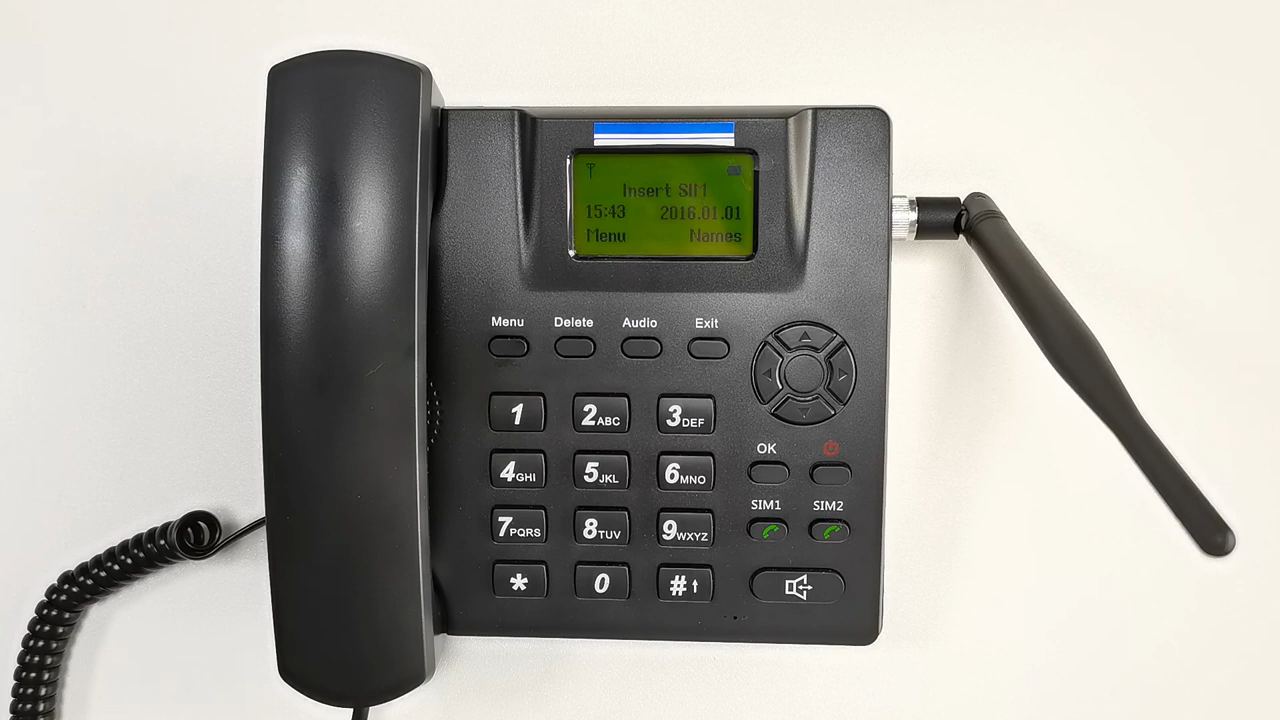 Insert SIM
15:43 2016.01.01
Menu Names
Menu Delete Audio Exit
1 2ABC 3DEF
OK
4GHI 5JKL 6MNO
SIM1 SIM2
7PQRS 8TUV 9WXYZ
* 0 #↑